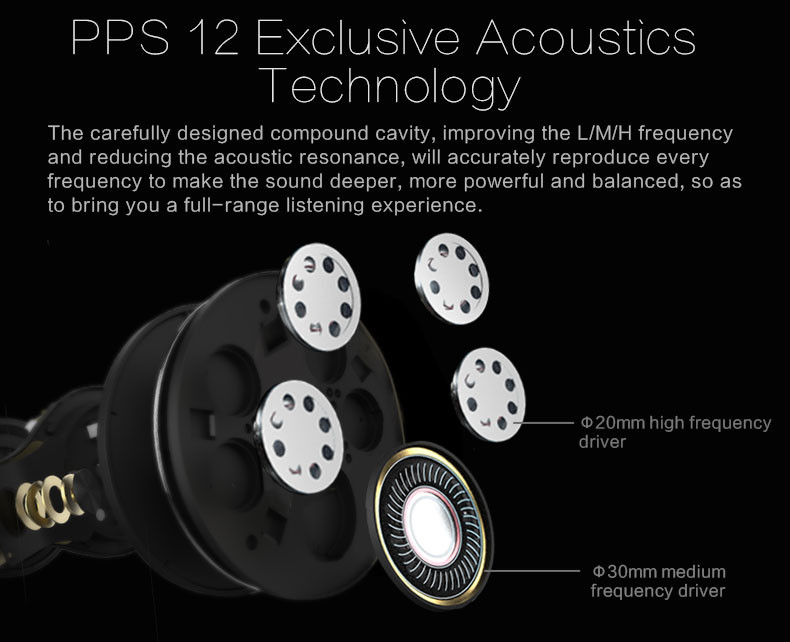 PPS 12 Exclusive Acoustics
Technology
The carefully designed compound cavity, improving the L/M/H frequency
and reducing the acoustic resonance, will accurately reproduce every
frequency to make the sound deeper, more powerful and balanced, so as
to bring you a full-range listening experience.
Φ20mm high frequency
driver
Φ30mm medium
frequency driver